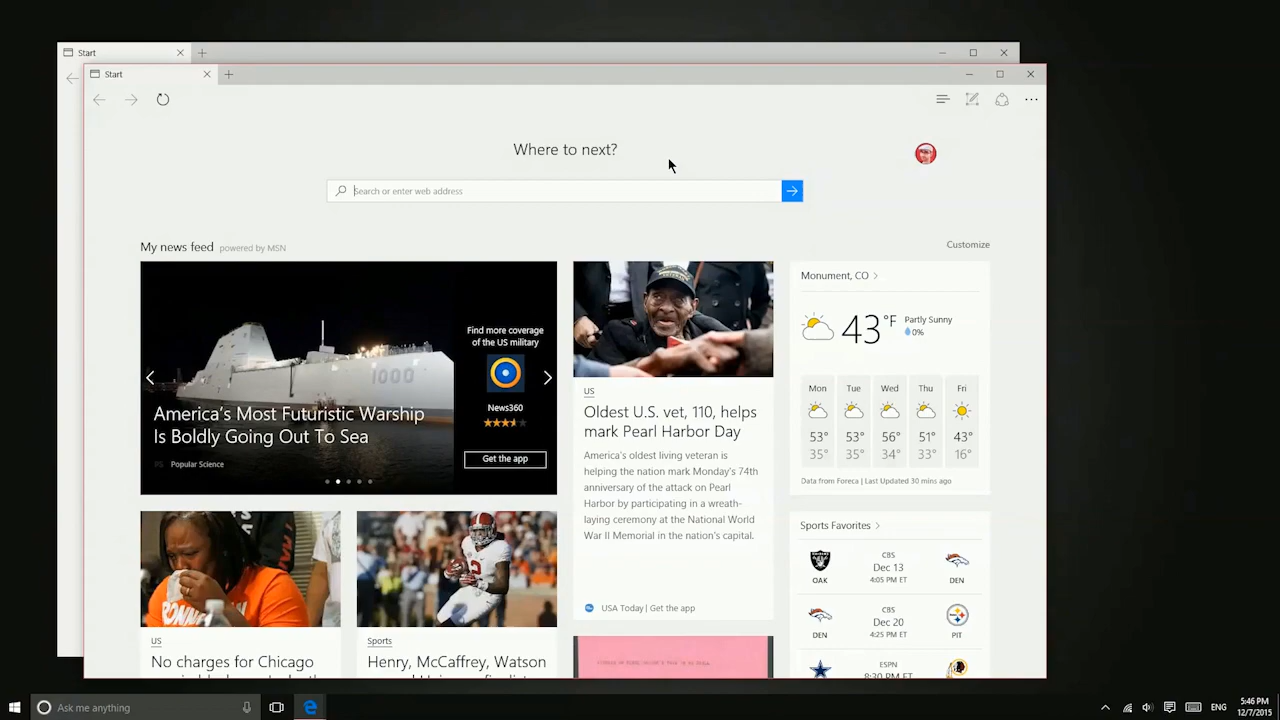 Start
Start
Where to next?
Search or enter web address
My news feed powered by MSN
Customize
1000
America's Most Futuristic Warship
Is Boldly Going Out To Sea
Popular Science
Find more coverage
of the US military
News360
Get the app
US
Oldest U.S. vet, 110, helps
mark Pearl Harbor Day
America's oldest living veteran is
helping the nation mark Monday's 74th
anniversary of the attack on Pearl
Harbor by participating in a wreath-
laying ceremony at the National World
War II Memorial in the nation's capital.
USA Today | Get the app
Monument, CO
43 °F Partly Sunny
0%
Mon Tue Wed Thu Fri
53° 53° 56° 51° 43°
35° 35° 34° 33° 16°
Data from Foreca | Last Updated 30 mins ago
Sports Favorites
CBS
Dec 13
4:05 PM ET
OAK DEN
CBS
Dec 20
4:25 PM ET
DEN PIT
ESPN
8:30 PM ET
US
No charges for Chicago
Sports
Henry, McCaffrey, Watson
Ask me anything
ENG
5:46 PM
12/7/2015